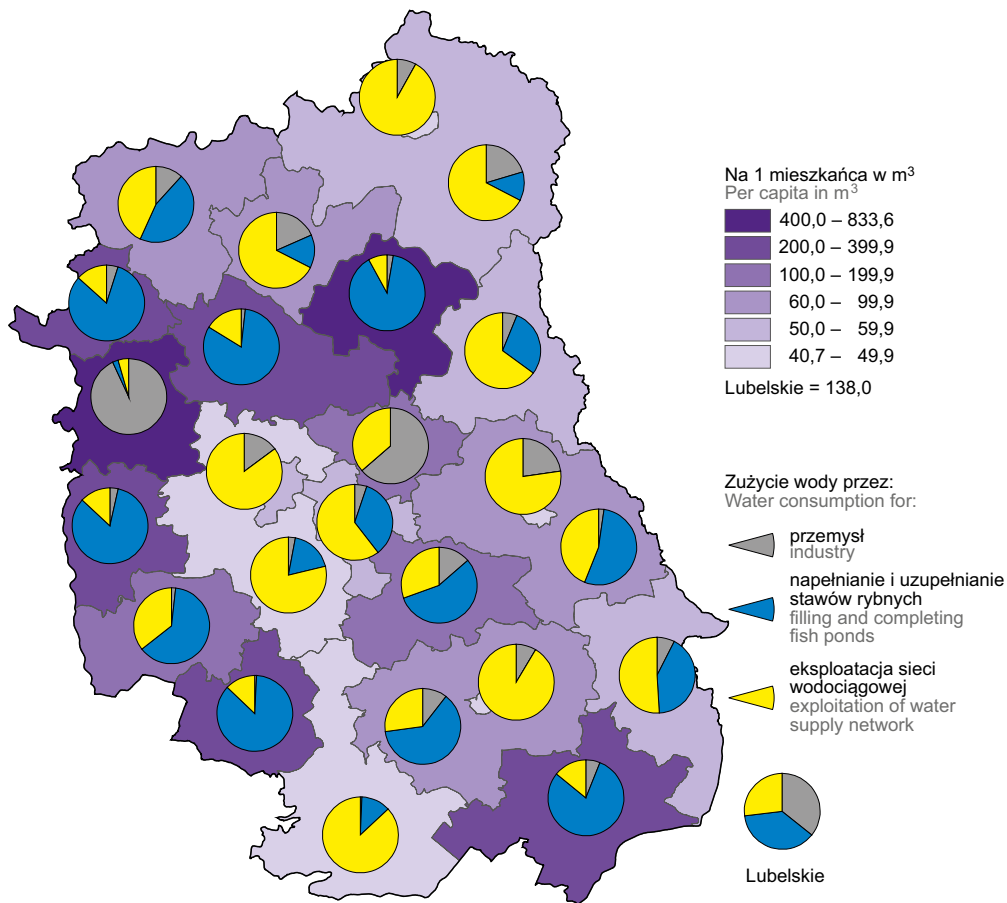 Na 1 mieszkańca w m³
Per capita in m³
400,0 – 833,6
200,0 – 399,9
100,0 – 199,9
60,0 – 99,9
50,0 – 59,9
40,7 – 49,9
Lubelskie = 138,0
Zużycie wody przez:
Water consumption for:
przemysł
industry
napełnianie i uzupełnianie
stawów rybnych
filling and completing
fish ponds
eksploatacja sieci
wodociągowej
exploitation of water
supply network
Lubelskie